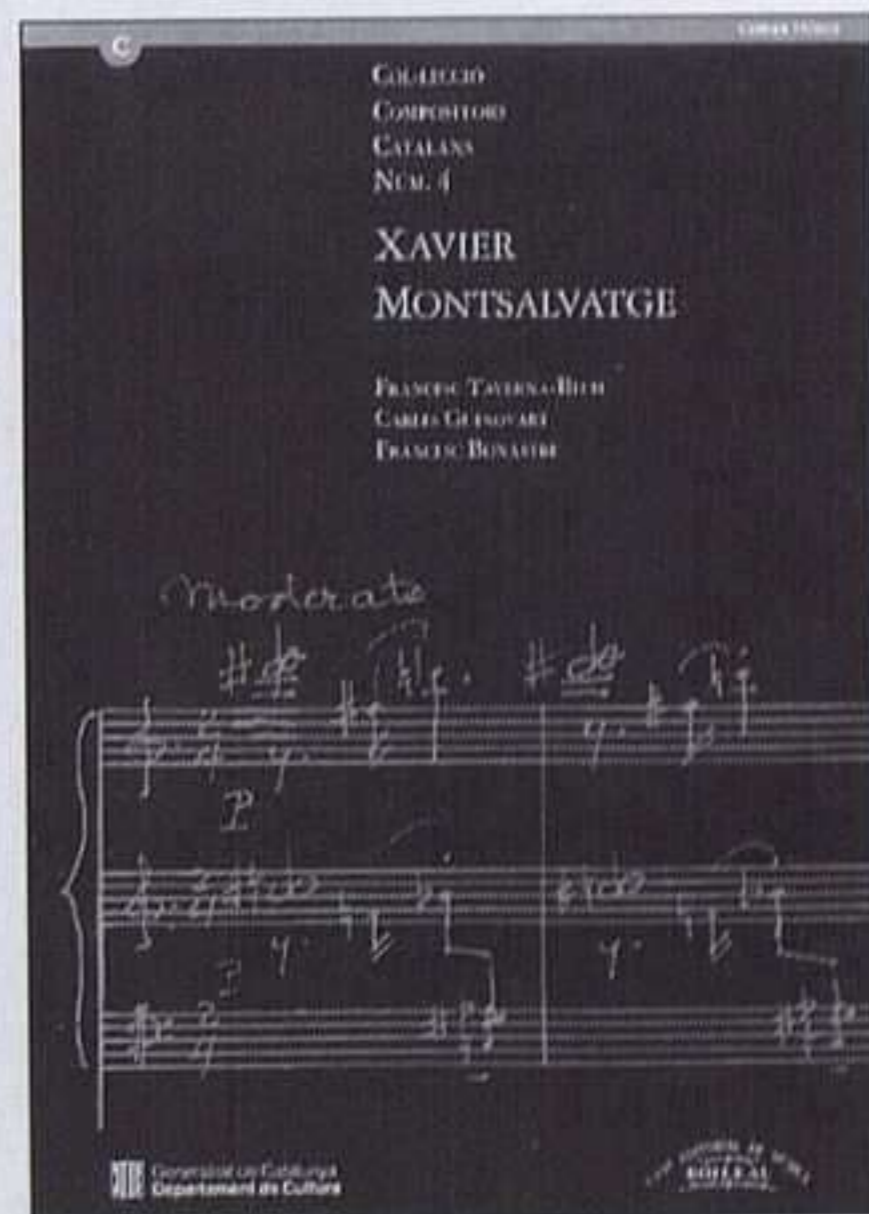 C
COL·LECCIÓ
COMPOSITORS
CATALANS
NÚM. 4
XAVIER
MONTSALVATGE
FRANCESC TAVERNA-BECH
CARLES GUINOVART
FRANCESC BONASTRE
Moderato
P
P
Generalitat de Catalunya
Departament de Cultura
BOILEAU